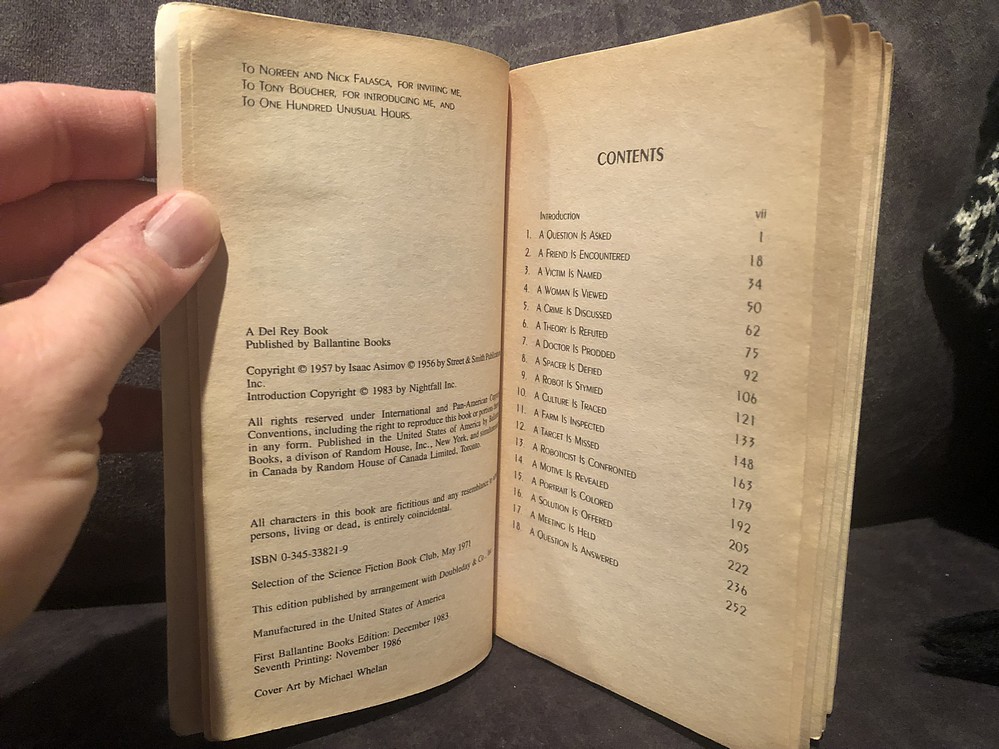 To Noreen and Nick Falasca, for inviting me,
To Tony Boucher, for introducing me, and
To One Hundred Unusual Hours.
A Del Rey Book
Published by Ballantine Books
Copyright © 1957 by Isaac Asimov © 1956 by Street & Smith
Inc.
Introduction Copyright © 1983 by Nightfall Inc.
All rights reserved under International and Pan-American
Conventions, including the right to reproduce this book or portions
in any form. Published in the United States of America by
Books, a divison of Random House, Inc., New York, and
in Canada by Random House of Canada Limited, Toronto.
All characters in this book are fictitious and any resemblance
persons, living or dead, is entirely coincidental.
ISBN 0-345-33821-9
Selection of the Science Fiction Book Club, May 1971
This edition published by arrangement with Doubleday & Co.,
Manufactured in the United States of America
First Ballantine Books Edition: December 1983
Seventh Printing: November 1986
Cover Art by Michael Whelan
CONTENTS
Introduction vii
1. A Question Is Asked 1
2. A Friend Is Encountered 18
3. A Victim Is Named 34
4. A Woman Is Viewed 50
5. A Crime Is Discussed 62
6. A Theory Is Refuted 75
7. A Doctor Is Prodded 92
8. A Spacer Is Defied 106
9. A Robot Is Stymied 121
10. A Culture Is Traced 133
11. A Farm Is Inspected 148
12. A Target Is Missed 163
13. A Roboticist Is Confronted 179
14. A Motive Is Revealed 192
15. A Portrait Is Colored 205
16. A Solution Is Offered 222
17. A Meeting Is Held 236
18. A Question Is Answered 252